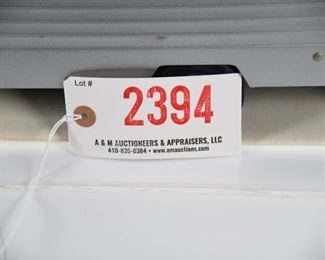 Lot #
2394
A & M AUCTIONEERS & APPRAISERS, LLC
410-835-0384 • www.amauctions.com